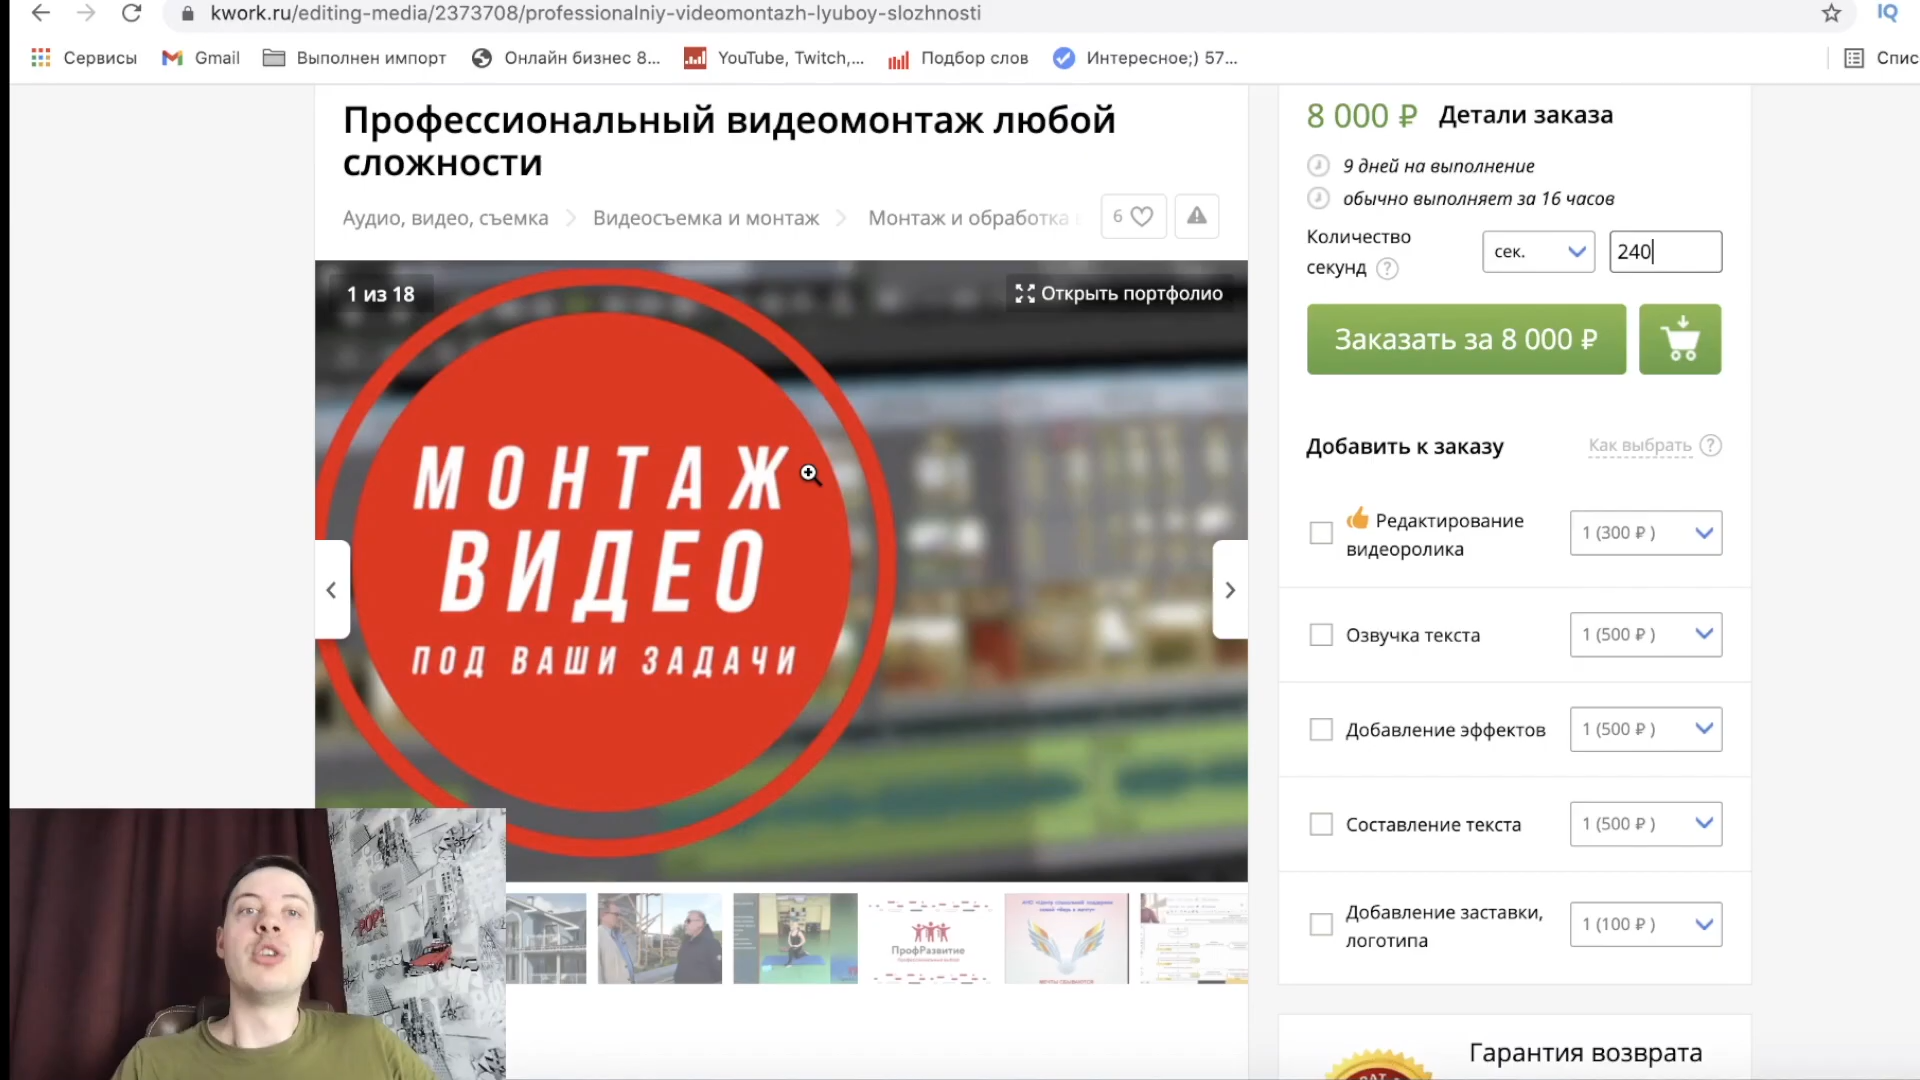 kwork.ru/editing-media/2373708/professionalniy-videomontazh-lyuboy-slozhnosti
IQ
Сервисы
Gmail
Выполнен импорт
Онлайн бизнес 8...
YouTube, Twitch,...
Подбор слов
Интересное;) 57...
Спис
Профессиональный видеомонтаж любой
сложности
Аудио, видео, съемка
Видеосъемка и монтаж
Монтаж и обработка
6
1 из 18
Открыть портфолио
МОНТАЖ
ВИДЕО
ПОД ВАШИ ЗАДАЧИ
POP!
ПрофРазвитие
8 000 ₽ Детали заказа
9 дней на выполнение
обычно выполняет за 16 часов
Количество
секунд ?
сек.
240
Заказать за 8 000 ₽
Добавить к заказу
Как выбрать ?
Редактирование
видеоролика
1 (300 ₽ )
Озвучка текста
1 (500 ₽ )
Добавление эффектов
1 (500 ₽ )
Составление текста
1 (500 ₽ )
Добавление заставки,
логотипа
1 (100 ₽ )
Гарантия возврата